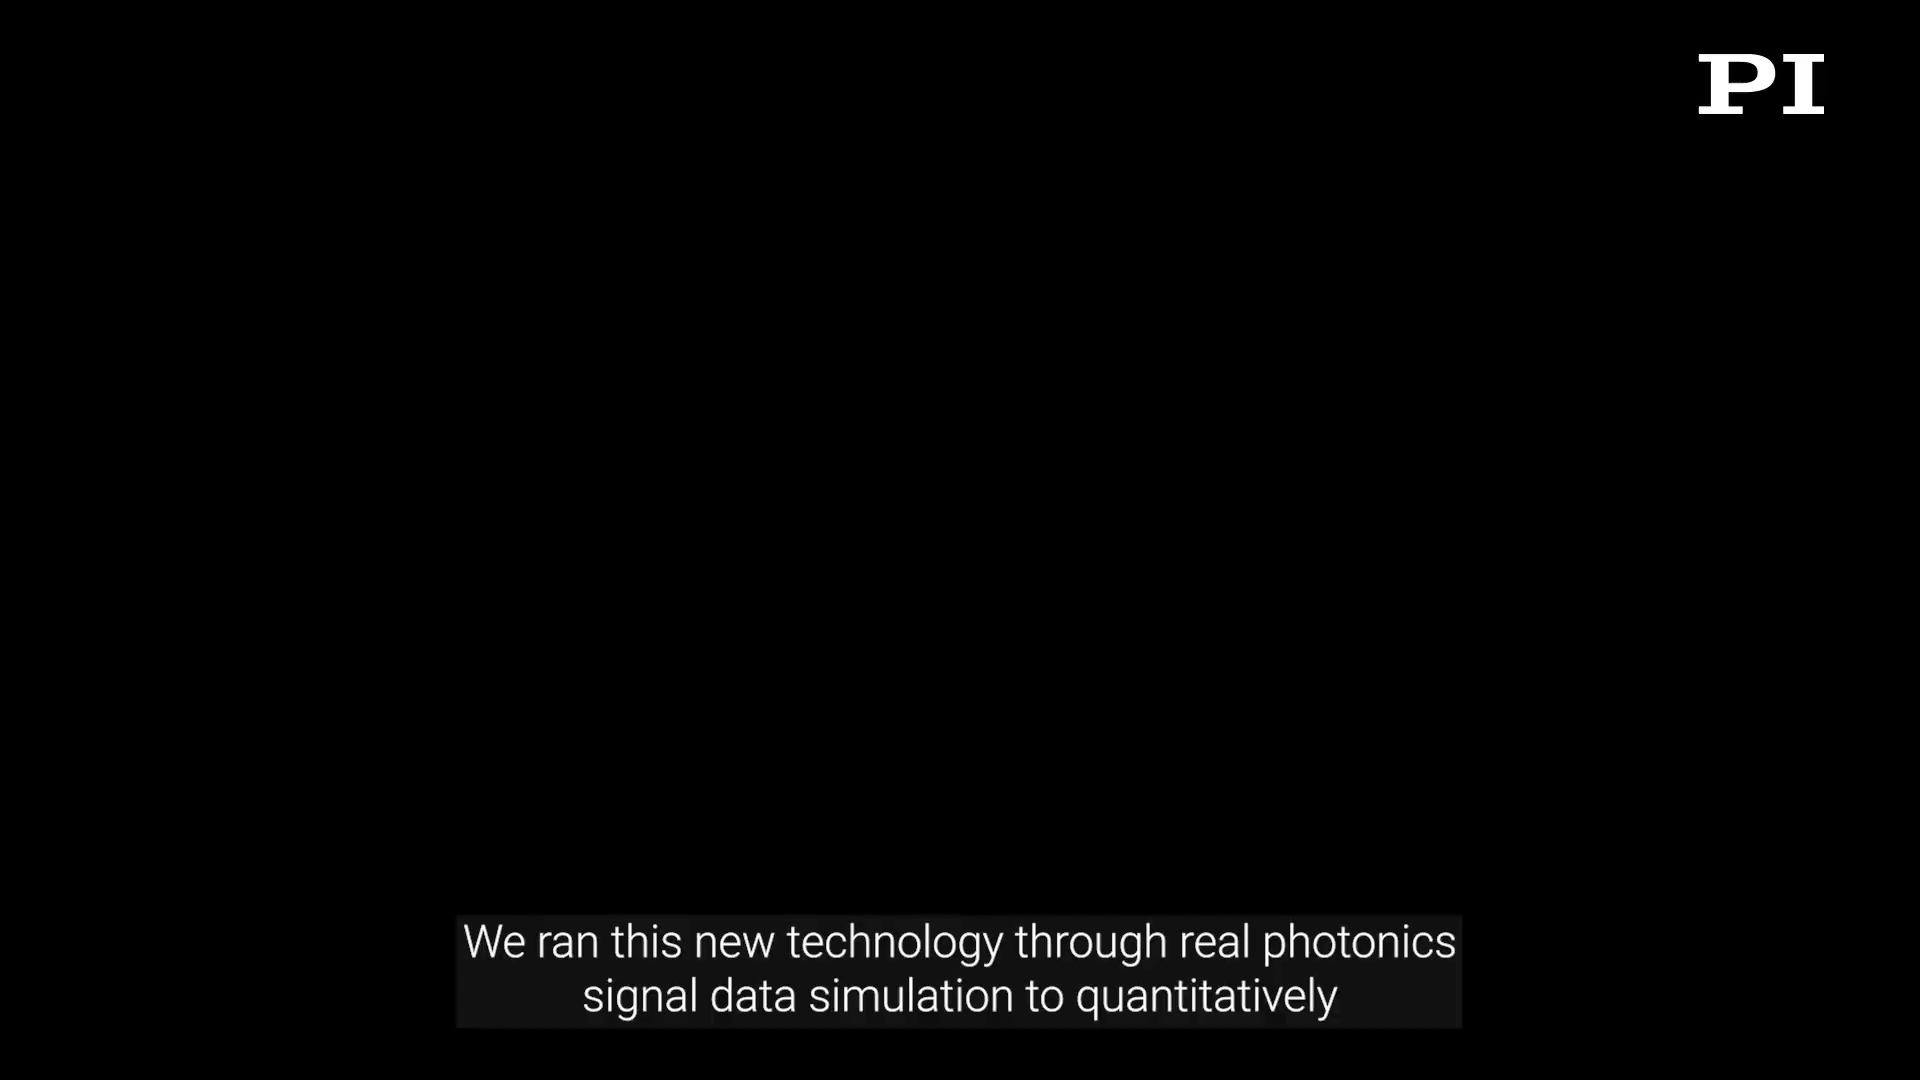 PI
We ran this new technology through real photonics
signal data simulation to quantitatively